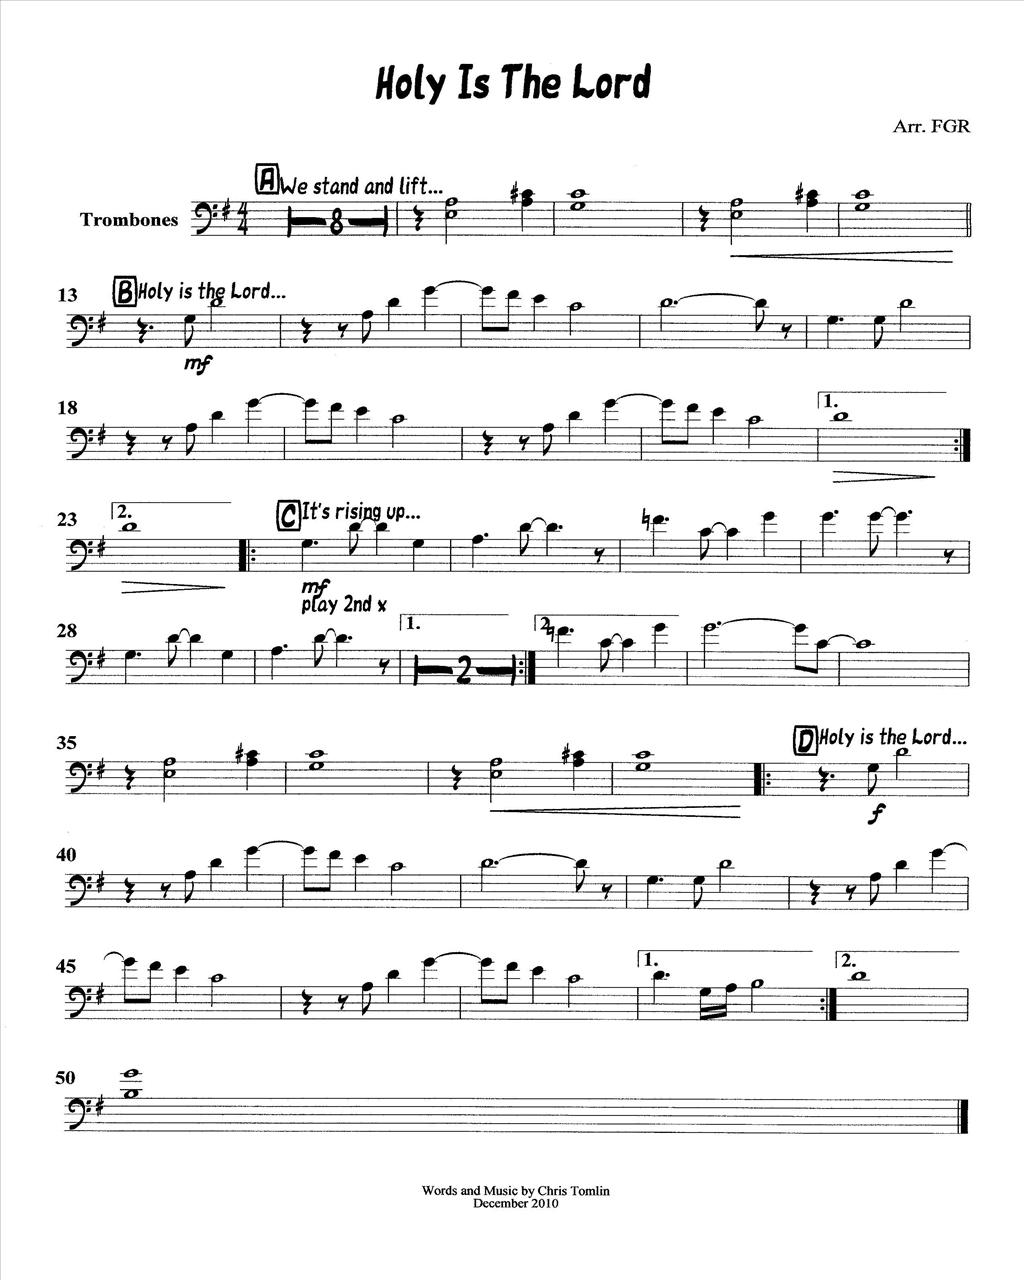 Holy Is The Lord
Arr. FGR
A We stand and lift...
Trombones
4
4
8
13
B Holy is the Lord...
mf
18
1.
23
2.
C It's rising up...
mf
play 2nd x
28
1.
2
2.
35
D Holy is the Lord...
f
40
45
1.
2.
50
Words and Music by Chris Tomlin
December 2010